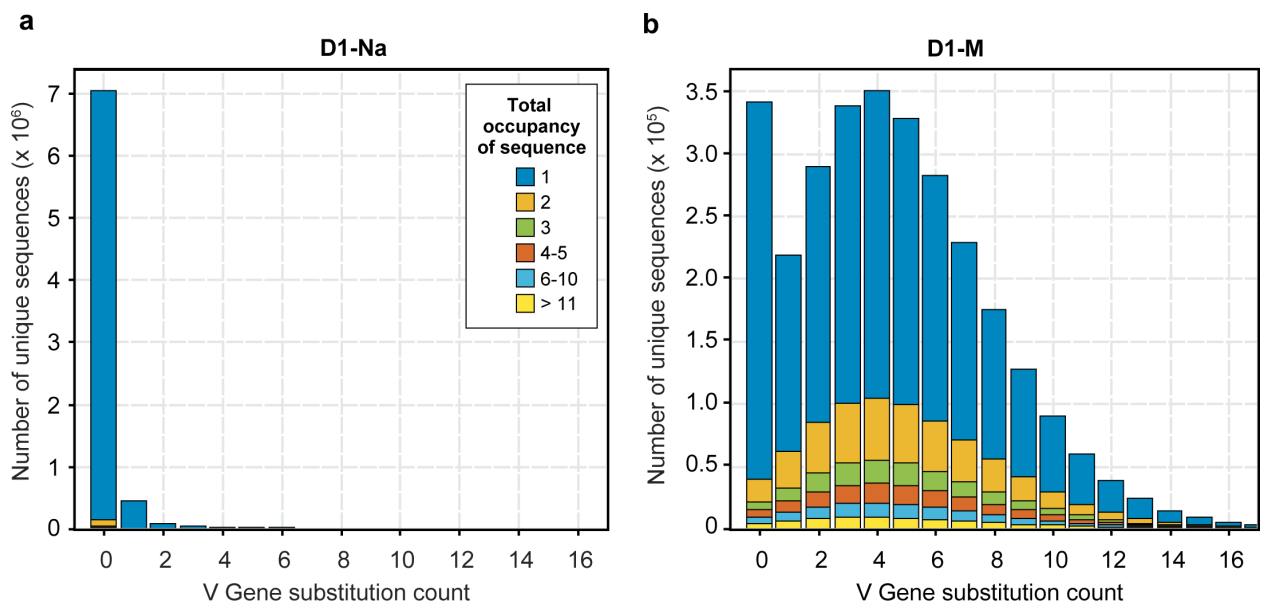 a
D1-Na
Number of unique sequences (x 10⁶)
7
6
5
4
3
2
1
0
Total
occupancy
of sequence
1
2
3
4-5
6-10
> 11
0 2 4 6 8 10 12 14 16
V Gene substitution count
b
D1-M
Number of unique sequences (x 10⁵)
3.5
3.0
2.5
2.0
1.5
1.0
0.5
0
0 2 4 6 8 10 12 14 16
V Gene substitution count